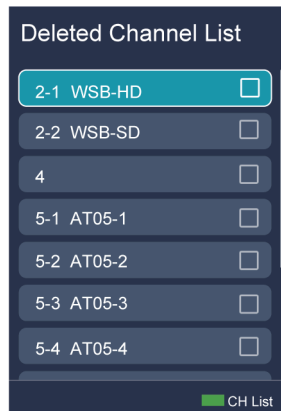 Deleted Channel List
2-1 WSB-HD
2-2 WSB-SD
4
5-1 AT05-1
5-2 AT05-2
5-3 AT05-3
5-4 AT05-4
CH List